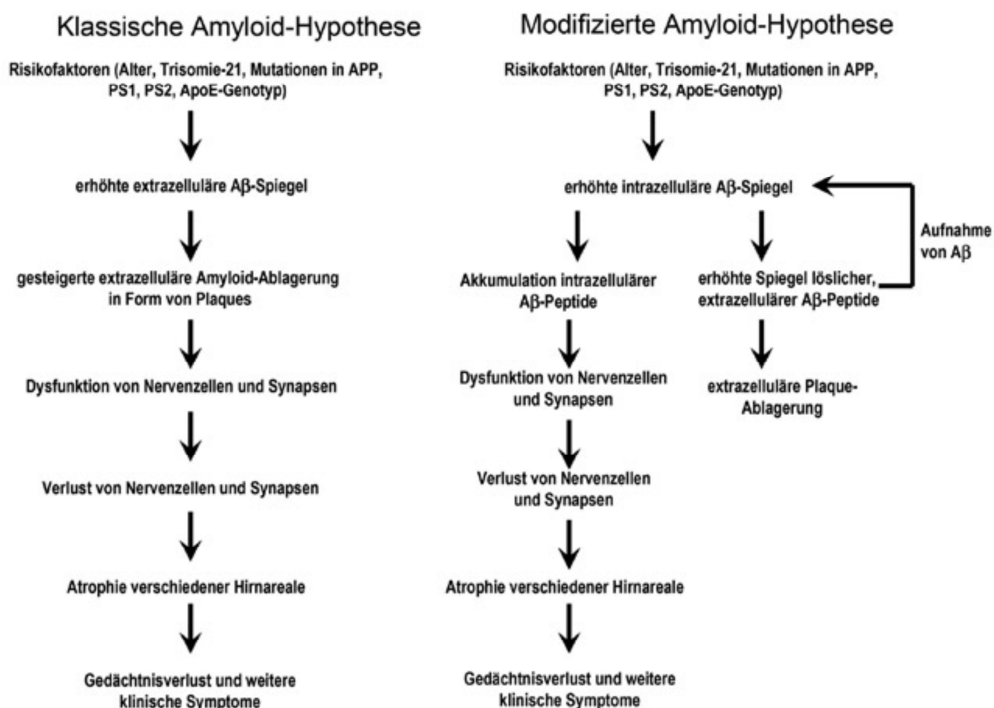 Klassische Amyloid-Hypothese
Risikofaktoren (Alter, Trisomie-21, Mutationen in APP,
PS1, PS2, ApoE-Genotyp)
erhöhte extrazelluläre Aβ-Spiegel
gesteigerte extrazelluläre Amyloid-Ablagerung
in Form von Plaques
Dysfunktion von Nervenzellen und Synapsen
Verlust von Nervenzellen und Synapsen
Atrophie verschiedener Hirnareale
Gedächtnisverlust und weitere
klinische Symptome
Modifizierte Amyloid-Hypothese
Risikofaktoren (Alter, Trisomie-21, Mutationen in APP,
PS1, PS2, ApoE-Genotyp)
erhöhte intrazelluläre Aβ-Spiegel
Aufnahme
von Aβ
Akkumulation intrazellulärer
Aβ-Peptide
erhöhte Spiegel löslicher,
extrazellulärer Aβ-Peptide
Dysfunktion von Nervenzellen
und Synapsen
extrazelluläre Plaque-
Ablagerung
Verlust von Nervenzellen
und Synapsen
Atrophie verschiedener Hirnareale
Gedächtnisverlust und weitere
klinische Symptome